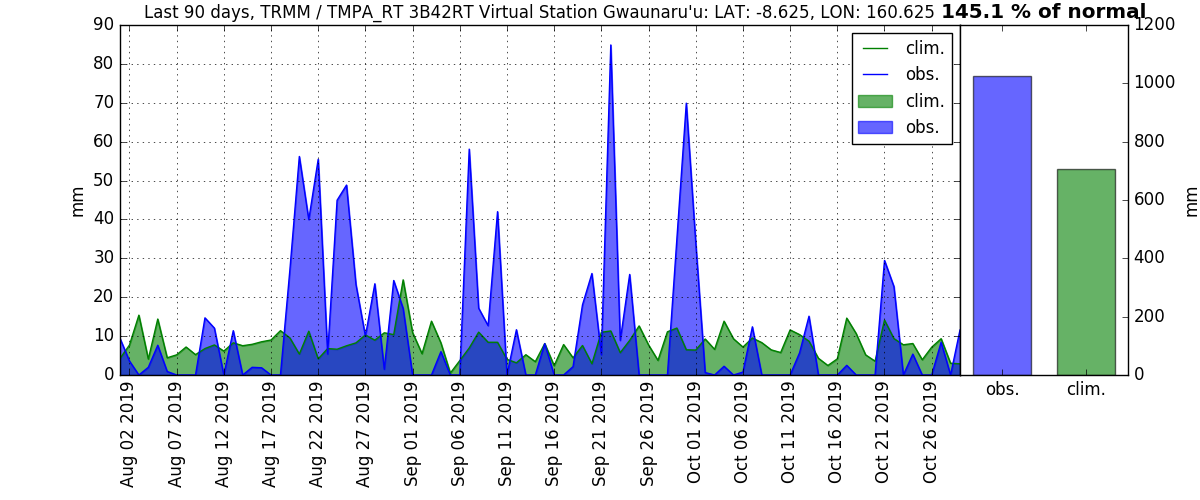 Last 90 days, TRMM / TMPA_RT 3B42RT Virtual Station Gwaunaru'u: LAT: -8.625, LON: 160.625 145.1 % of normal
90
80
70
60
50
40
30
20
10
0
mm
clim.
obs.
clim.
obs.
Aug 02 2019
Aug 07 2019
Aug 12 2019
Aug 17 2019
Aug 22 2019
Aug 27 2019
Sep 01 2019
Sep 06 2019
Sep 11 2019
Sep 16 2019
Sep 21 2019
Sep 26 2019
Oct 01 2019
Oct 06 2019
Oct 11 2019
Oct 16 2019
Oct 21 2019
Oct 26 2019
1200
1000
800
600
400
200
0
mm
obs.
clim.